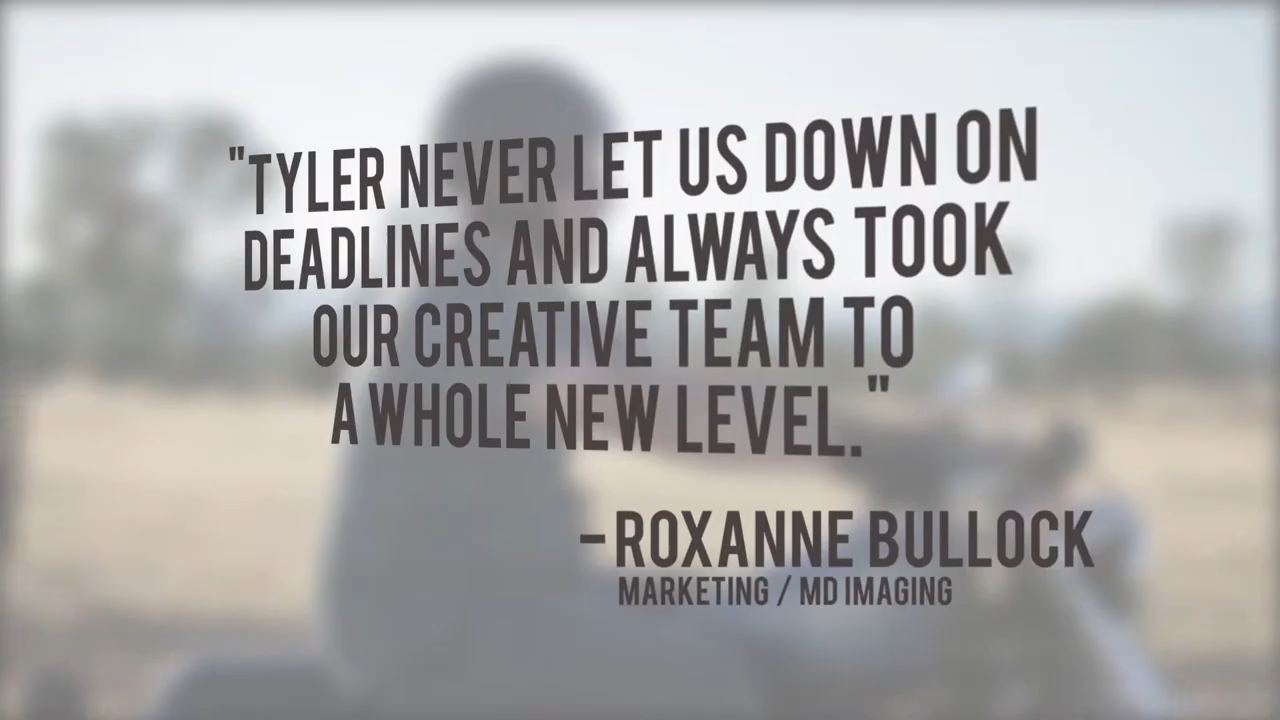 "TYLER NEVER LET US DOWN ON
DEADLINES AND ALWAYS TOOK
OUR CREATIVE TEAM TO
A WHOLE NEW LEVEL."
–ROXANNE BULLOCK
MARKETING / MD IMAGING